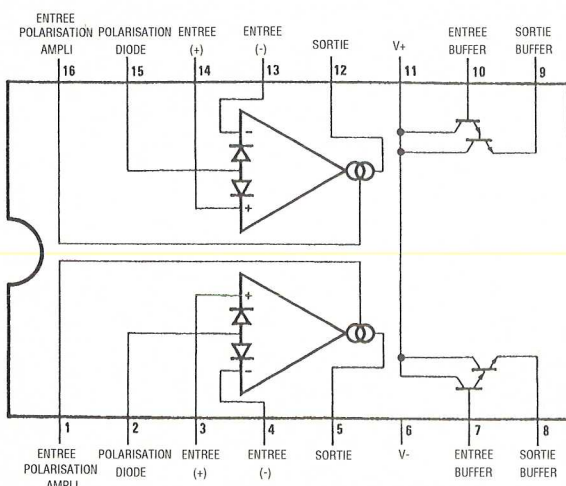 ENTREE
POLARISATION
AMPLI
POLARISATION
DIODE
ENTREE
(+)
ENTREE
(-)
SORTIE
V+
ENTREE
BUFFER
SORTIE
BUFFER
16
15
14
13
12
11
10
9
-
+
+
-
1
2
3
4
5
6
7
8
ENTREE
POLARISATION
AMPLI
POLARISATION
DIODE
ENTREE
(+)
ENTREE
(-)
SORTIE
V-
ENTREE
BUFFER
SORTIE
BUFFER